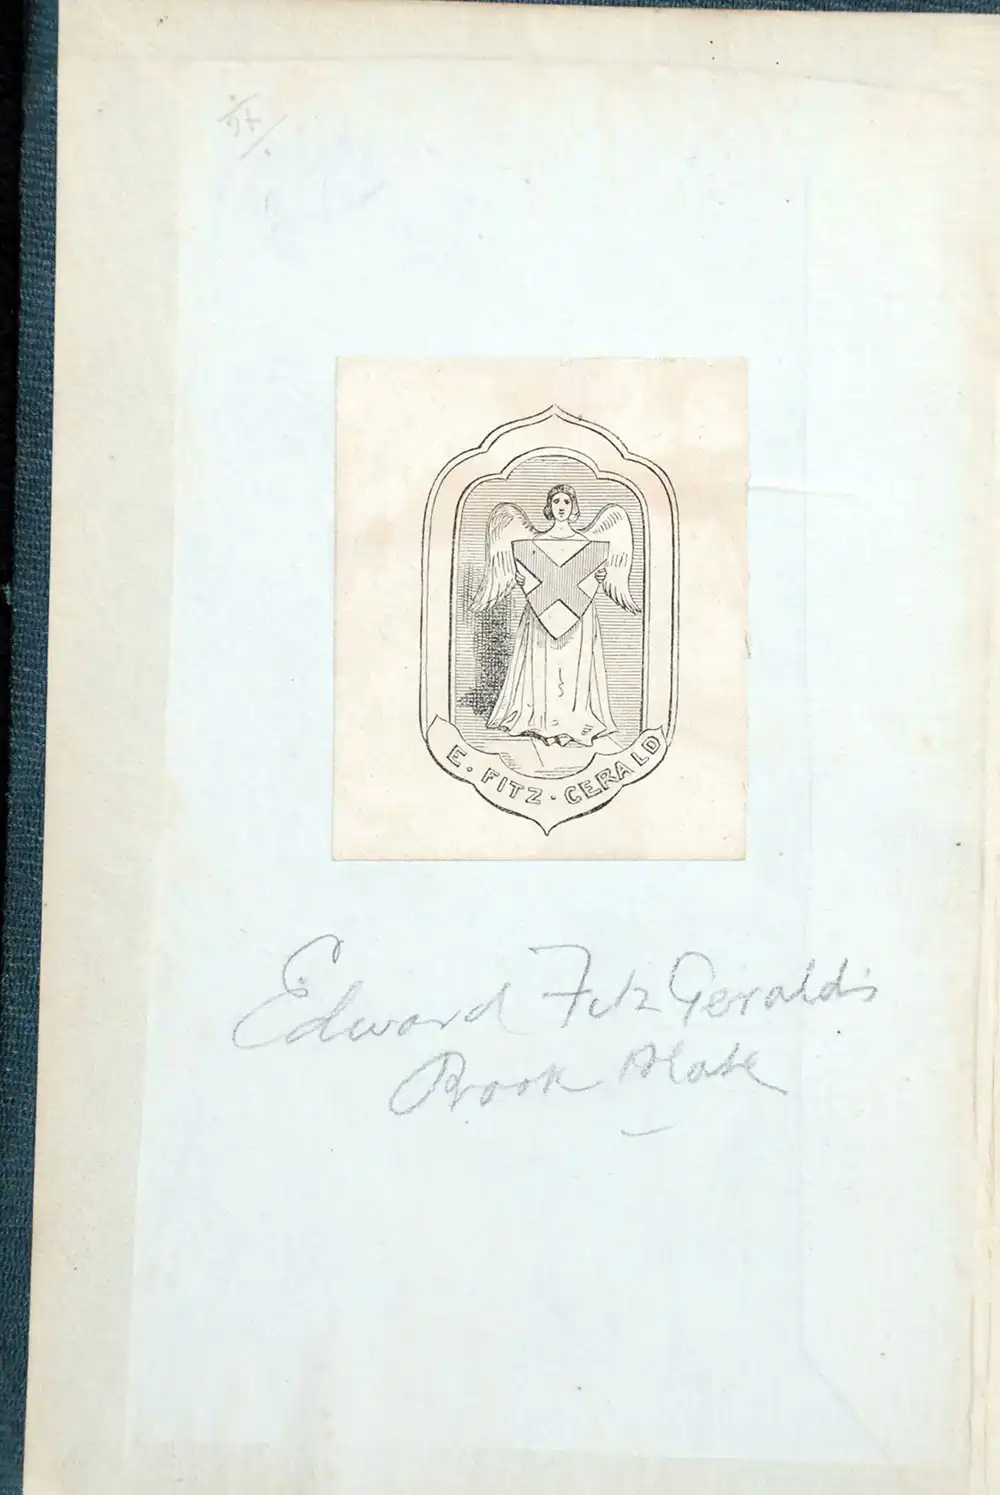 E. FITZ-GERALD
Edward FitzGerald's
Book Plate